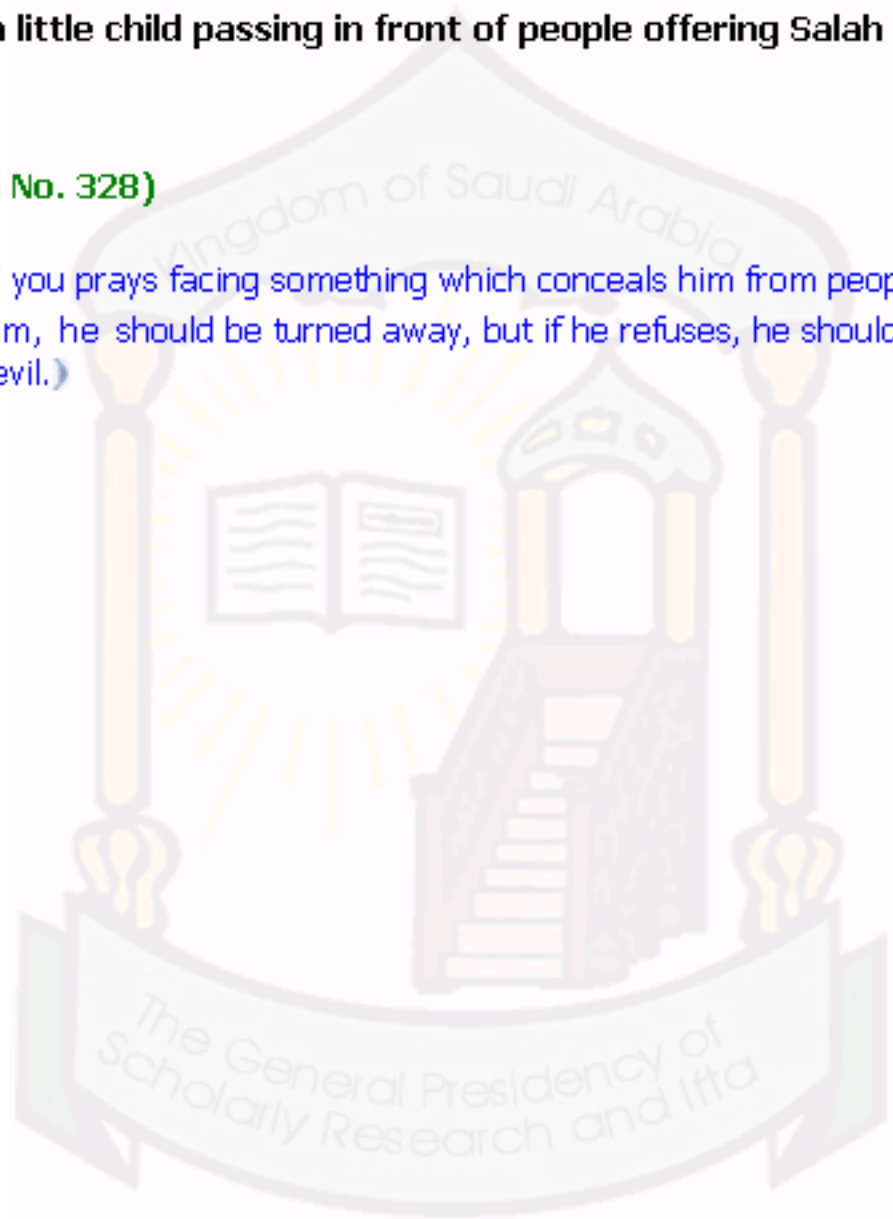 little child passing in front of people offering Salah
No. 328)
Kingdom of Saudi Arabia
you prays facing something which conceals him from
m, he should be turned away, but if he refuses, he should
evil.)
The General Presidency of
Scholarly Research and Ifta